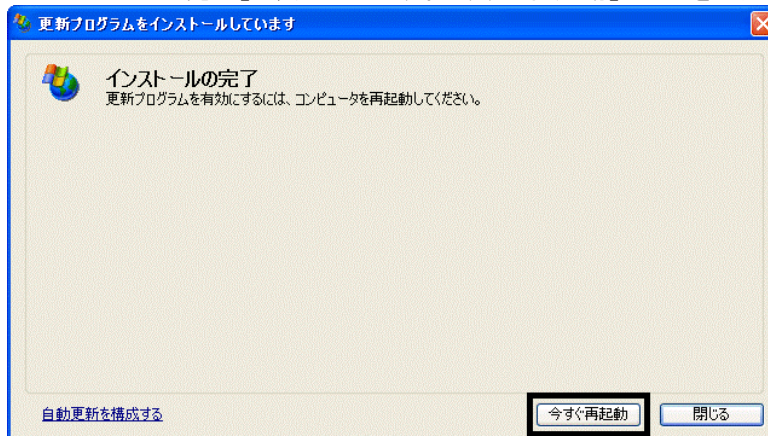 更新プログラムをインストールしています
インストールの完了
更新プログラムを有効にするには、コンピュータを再起動してください。
自動更新を構成する
今すぐ再起動
閉じる